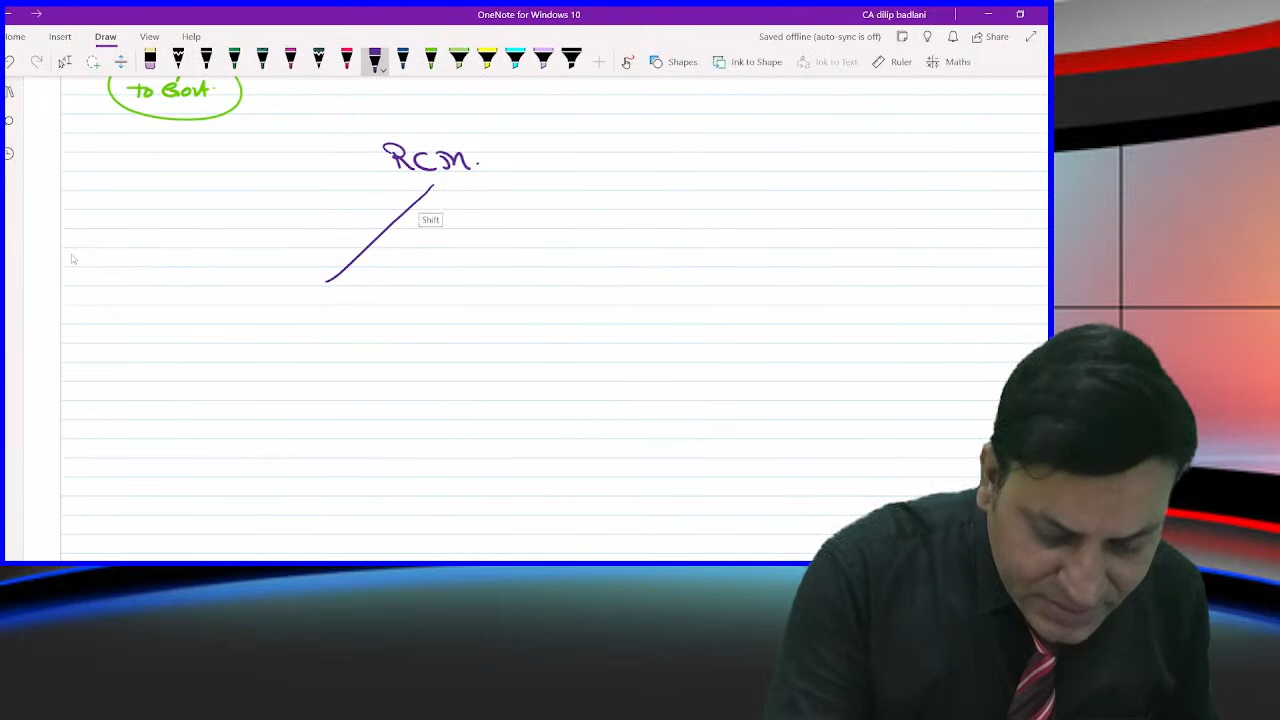 OneNote for Windows 10
CA dilip badlani
Insert
Draw
View
Help
Saved offline (auto-sync is off)
Share
Shapes
Ink to Shape
Ink to Text
Ruler
Maths
to Govt.
RCM.
Shift